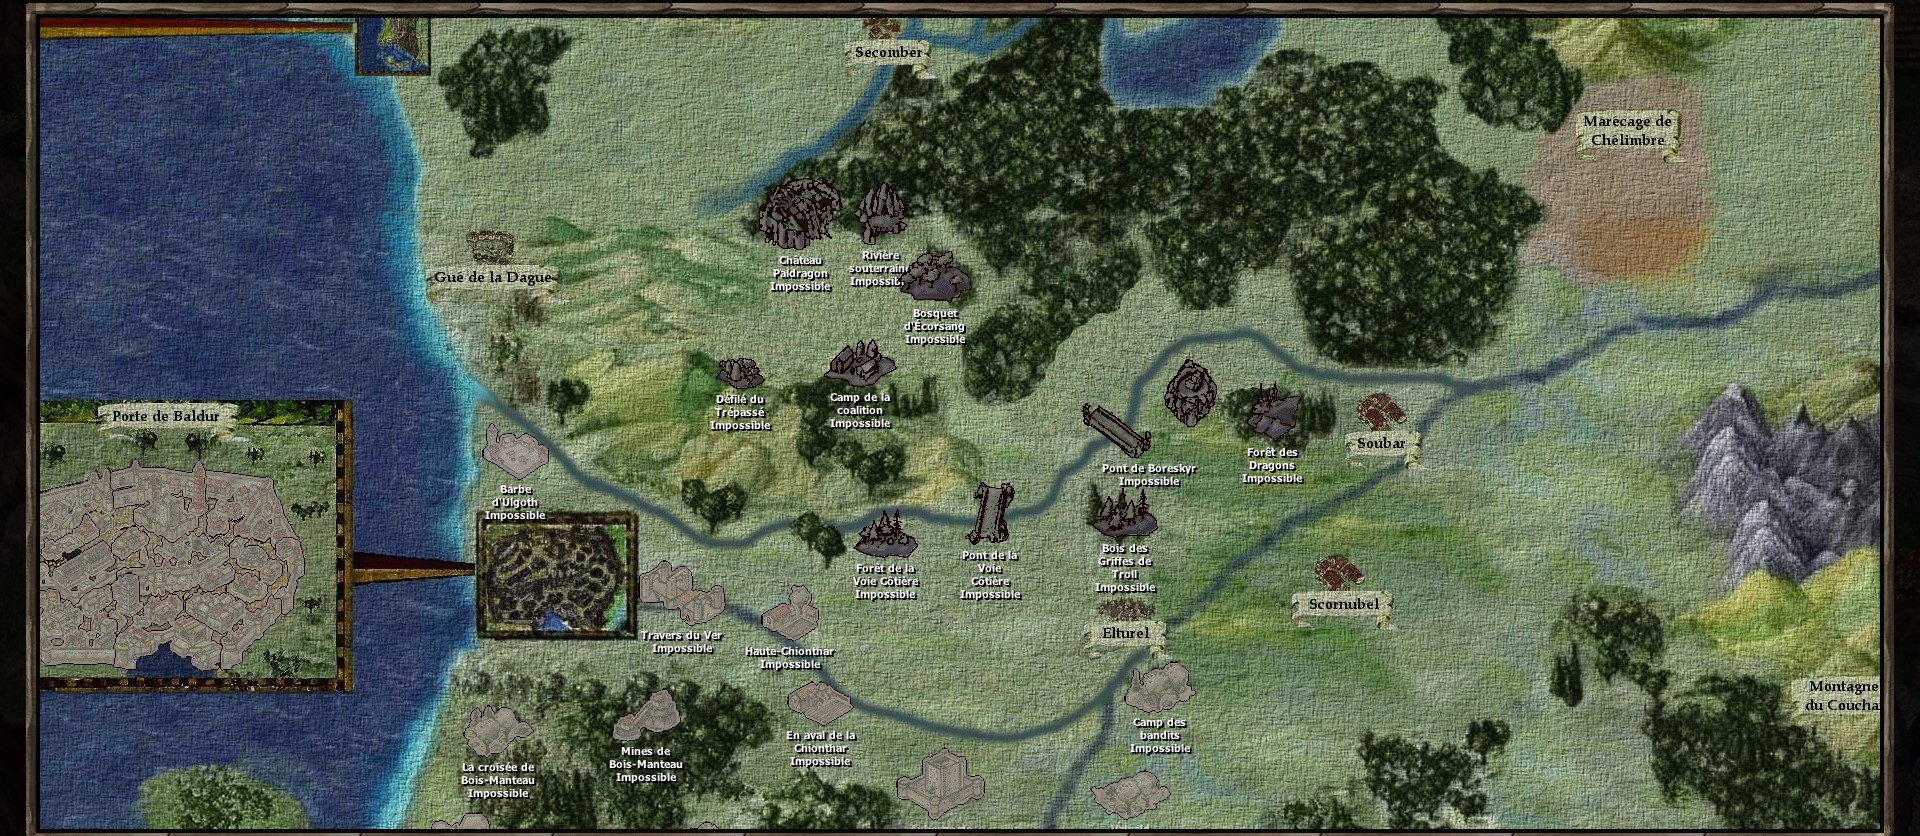 Secomber
Marécage de
Chélimbre
Gué de la Dague
Château
Paldragon
Impossible
Rivière
souterraine
Impossible
Bosquet
d'Écorsang
Impossible
Défilé du
Trépassé
Impossible
Camp de la
coalition
Impossible
Porte de Baldur
Soubar
Pont de Boreskyr
Impossible
Forêt des
Dragons
Impossible
Barbe
d'Ulgoth
Impossible
Forêt de la
Voie Côtière
Impossible
Pont de la
Voie
Côtière
Impossible
Bois des
Griffes de
Troll
Impossible
Scornubel
Elturel
Travers du Ver
Impossible
Haute-Chionthar
Impossible
Montagne
du Coucha
Camp des
bandits
Impossible
En aval de la
Chionthar
Impossible
Mines de
Bois-Manteau
Impossible
La croisée de
Bois-Manteau
Impossible